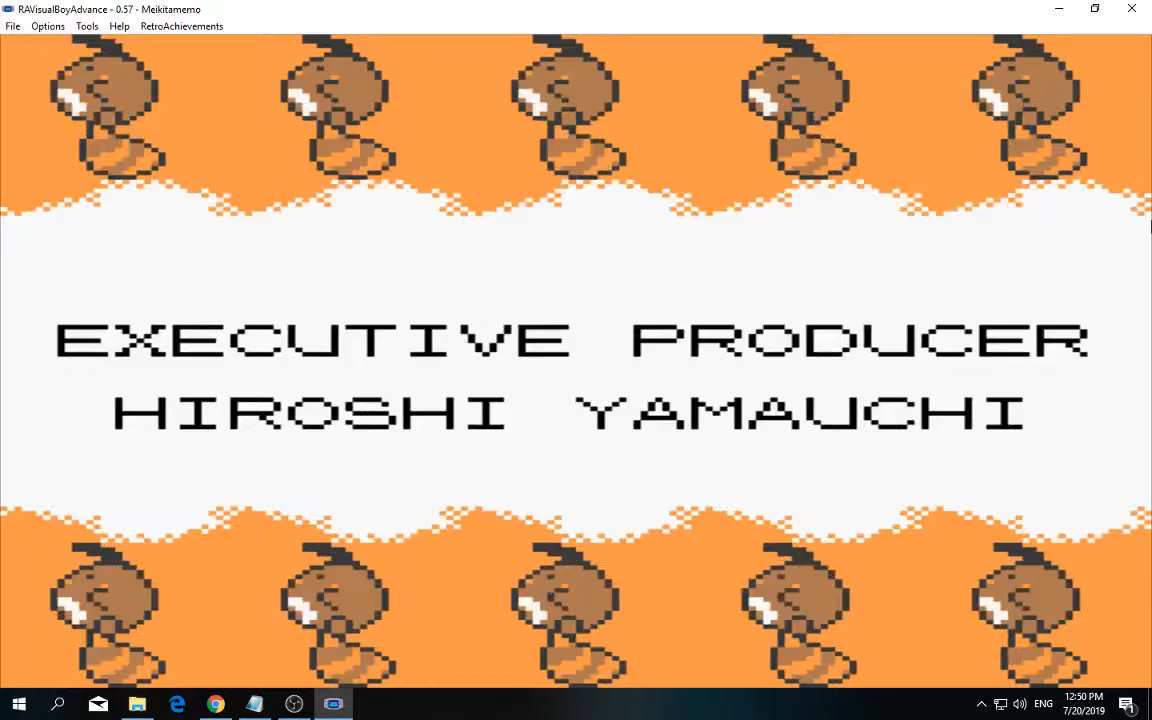 RAVisualBoyAdvance - 0.57 - Meikitamemo
File Options Tools Help RetroAchievements
EXECUTIVE PRODUCER
HIROSHI YAMAUCHI
ENG
12:50 PM
7/20/2019
1